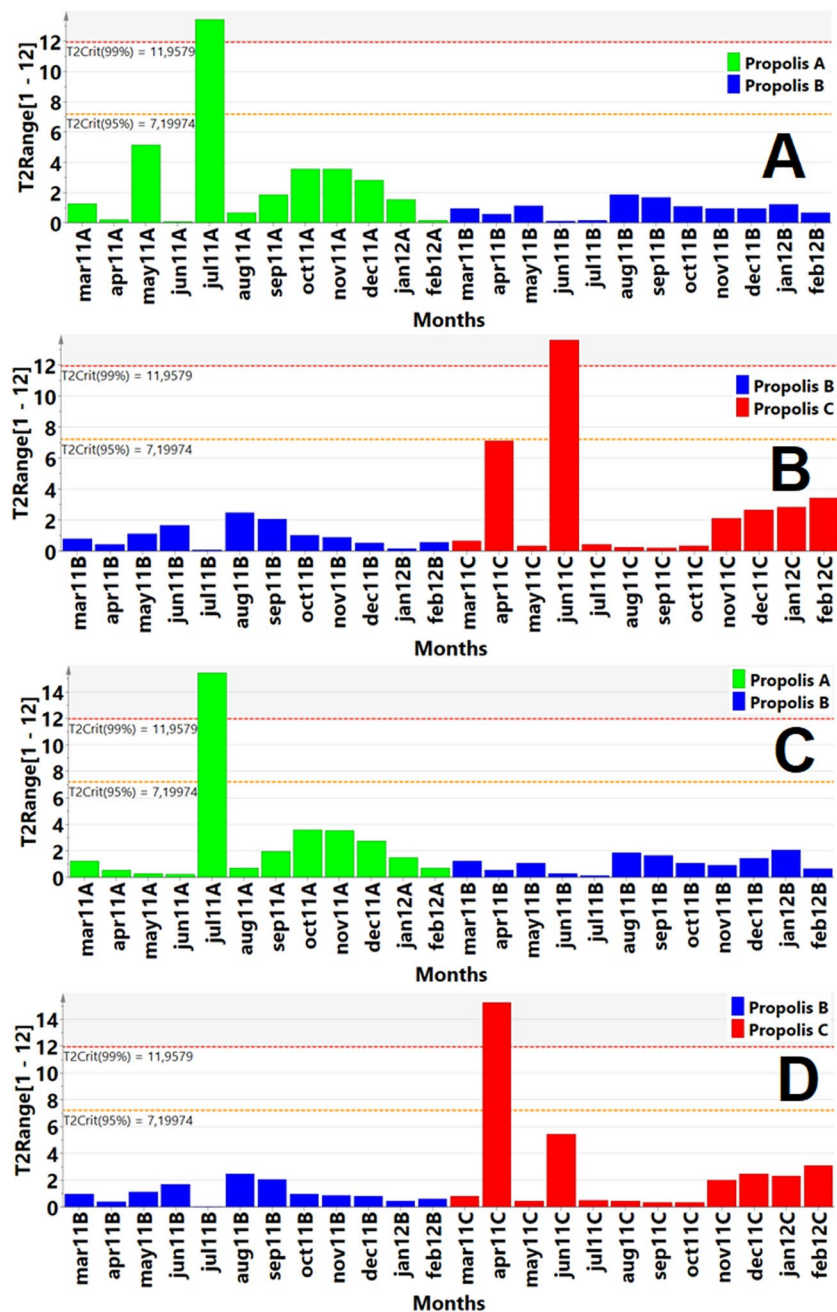 T2Range[1 - 12]
12
10
8
6
4
2
0
T2Crit(99%) = 11,9579
T2Crit(95%) = 7,19974
Propolis A
Propolis B
A
mar11A apr11A may11A jun11A jul11A aug11A sep11A oct11A nov11A dec11A jan12A feb12A mar11B apr11B may11B jun11B jul11B aug11B sep11B oct11B nov11B dec11B jan12B feb12B
Months
T2Range[1 - 12]
12
10
8
6
4
2
0
T2Crit(99%) = 11,9579
T2Crit(95%) = 7,19974
Propolis B
Propolis C
B
mar11B apr11B may11B jun11B jul11B aug11B sep11B oct11B nov11B dec11B jan12B feb12B mar11C apr11C may11C jun11C jul11C aug11C sep11C oct11C nov11C dec11C jan12C feb12C
Months
T2Range[1 - 12]
14
12
10
8
6
4
2
0
T2Crit(99%) = 11,9579
T2Crit(95%) = 7,19974
Propolis A
Propolis B
C
mar11A apr11A may11A jun11A jul11A aug11A sep11A oct11A nov11A dec11A jan12A feb12A mar11B apr11B may11B jun11B jul11B aug11B sep11B oct11B nov11B dec11B jan12B feb12B
Months
T2Range[1 - 12]
14
12
10
8
6
4
2
0
T2Crit(99%) = 11,9579
T2Crit(95%) = 7,19974
Propolis B
Propolis C
D
mar11B apr11B may11B jun11B jul11B aug11B sep11B oct11B nov11B dec11B jan12B feb12B mar11C apr11C may11C jun11C jul11C aug11C sep11C oct11C nov11C dec11C jan12C feb12C
Months